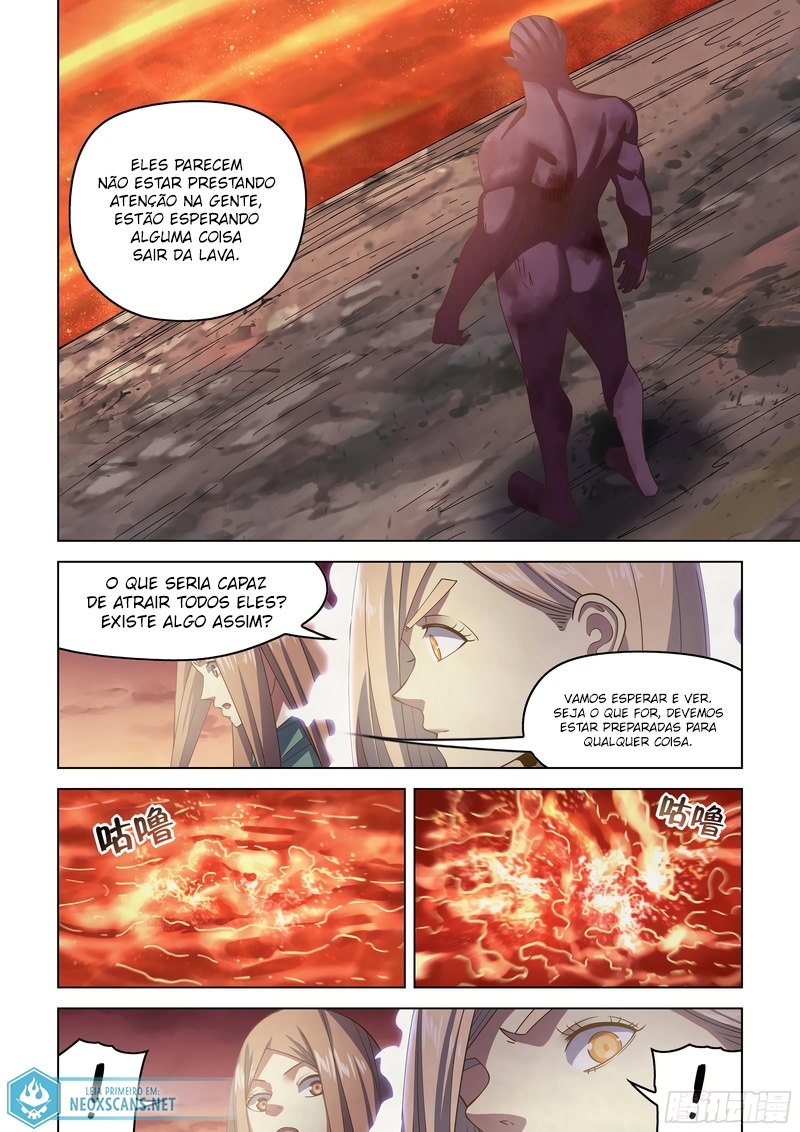 ELES PARECEM
NÃO ESTAR PRESTANDO
ATENÇÃO NA GENTE,
ESTÃO ESPERANDO
ALGUMA COISA
SAIR DA LAVA.
O QUE SERIA CAPAZ
DE ATRAIR TODOS ELES?
EXISTE ALGO ASSIM?
VAMOS ESPERAR E VER.
SEJA O QUE FOR, DEVEMOS
ESTAR PREPARADAS PARA
QUALQUER COISA.
咕噜
咕噜
!
!
LEIA PRIMEIRO EM:
NEOXSCANS.NET
腾讯动漫